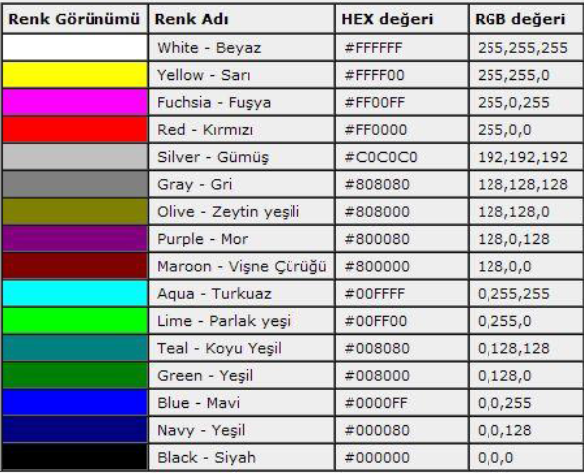 Renk Görünümü Renk Adı HEX değeri RGB değeri
White - Beyaz #FFFFFF 255,255,255
Yellow - Sarı #FFFF00 255,255,0
Fuchsia - Fuşya #FF00FF 255,0,255
Red - Kırmızı #FF0000 255,0,0
Silver - Gümüş #C0C0C0 192,192,192
Gray - Gri #808080 128,128,128
Olive - Zeytin yeşili #808000 128,128,0
Purple - Mor #800080 128,0,128
Maroon - Vişne Çürüğü #800000 128,0,0
Aqua - Turkuaz #00FFFF 0,255,255
Lime - Parlak yeşi #00FF00 0,255,0
Teal - Koyu Yeşil #008080 0,128,128
Green - Yeşil #008000 0,128,0
Blue - Mavi #0000FF 0,0,255
Navy - Yeşil #000080 0,0,128
Black - Siyah #000000 0,0,0